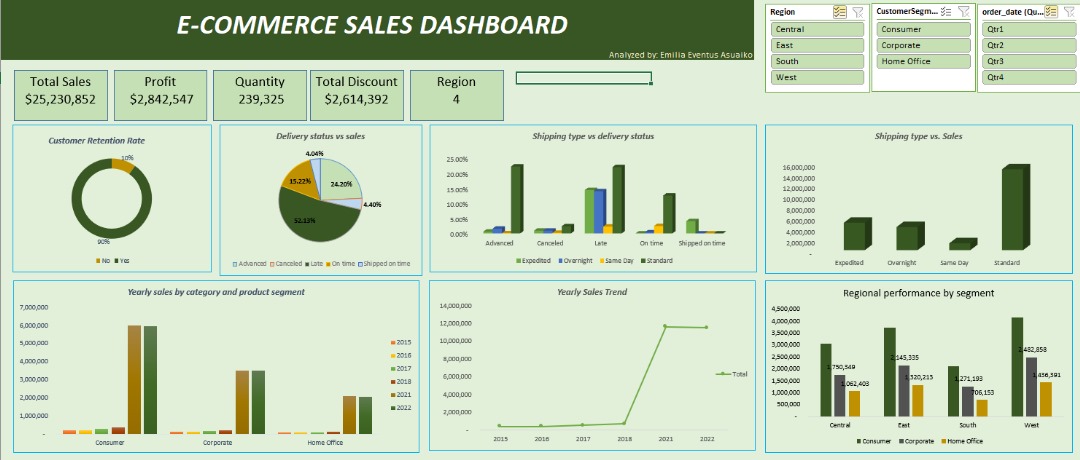 E-COMMERCE SALES DASHBOARD
Analyzed by: Emilia Eventus Asuaiko
Region
Central
East
South
West
CustomerSegm...
Consumer
Corporate
Home Office
order_date (Qu...
Qtr1
Qtr2
Qtr3
Qtr4
Total Sales
$25,230,852
Profit
$2,842,547
Quantity
239,325
Total Discount
$2,614,392
Region
4
Customer Retention Rate
10%
90%
No Yes
Delivery status vs sales
4.04%
15.22%
24.20%
4.40%
52.13%
Advanced Canceled Late On time Shipped on time
Shipping type vs delivery status
25.00%
20.00%
15.00%
10.00%
5.00%
0.00%
Advanced Canceled Late On time Shipped on time
Expedited Overnight Same Day Standard
Shipping type vs. Sales
16,000,000
14,000,000
12,000,000
10,000,000
8,000,000
6,000,000
4,000,000
2,000,000
-
Expedited Overnight Same Day Standard
Yearly sales by category and product segment
7,000,000
6,000,000
5,000,000
4,000,000
3,000,000
2,000,000
1,000,000
-
Consumer Corporate Home Office
2015
2016
2017
2018
2021
2022
Yearly Sales Trend
14,000,000
12,000,000
10,000,000
8,000,000
6,000,000
4,000,000
2,000,000
-
2015 2016 2017 2018 2021 2022
Total
Regional performance by segment
4,500,000
4,000,000
3,500,000
3,000,000
2,500,000
2,000,000
1,500,000
1,000,000
500,000
-
1,750,349
1,062,403
2,145,335
1,320,215
1,271,193
706,153
2,482,858
1,456,391
Central East South West
Consumer Corporate Home Office